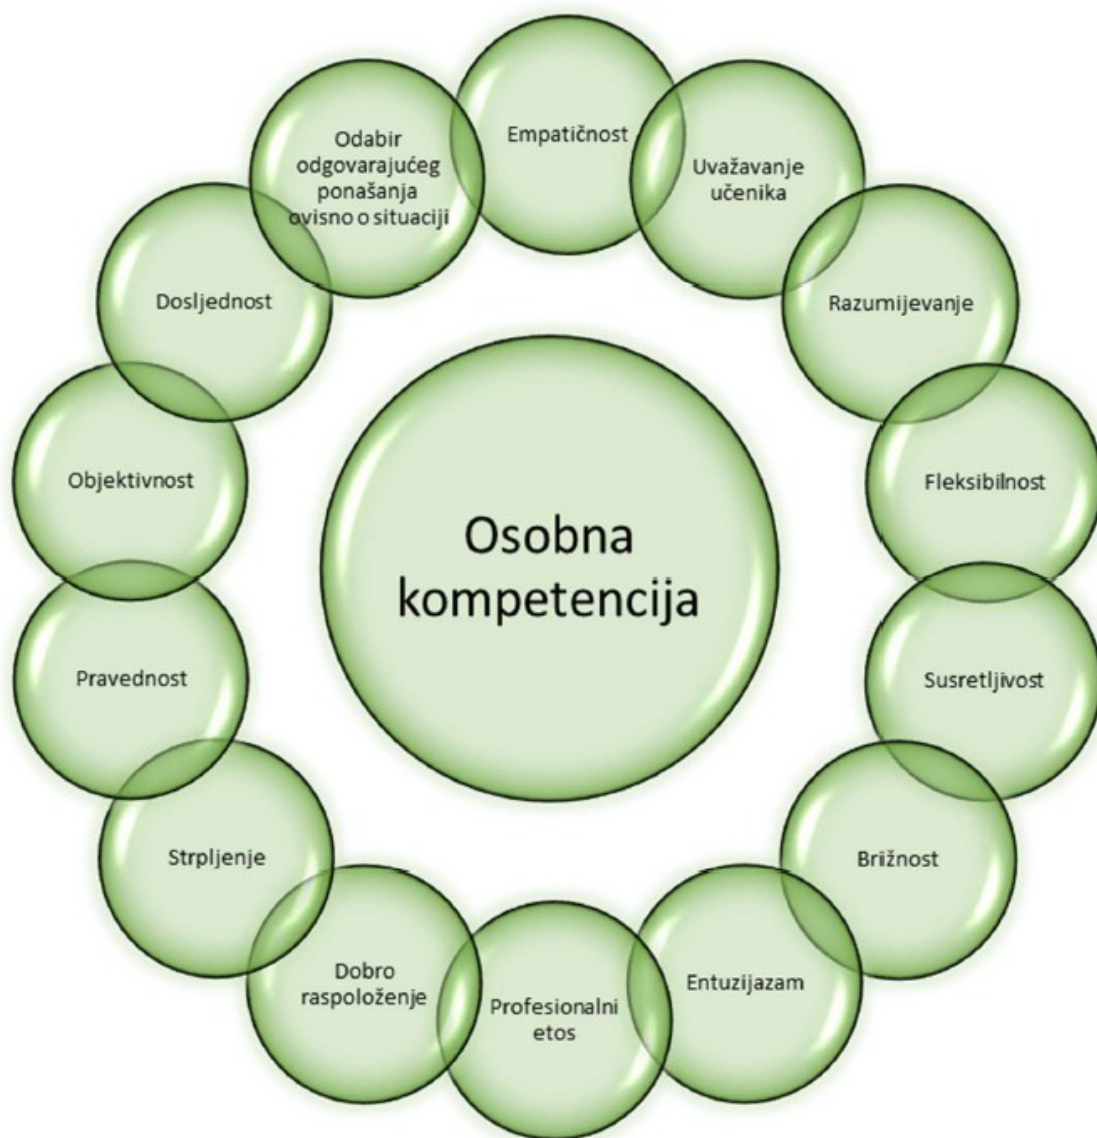 Empatičnost
Uvažavanje
učenika
Razumijevanje
Fleksibilnost
Susretljivost
Brižnost
Entuzijazam
Profesionalni
etos
Dobro
raspoloženje
Strpljenje
Pravednost
Objektivnost
Dosljednost
Odabir
odgovarajućeg
ponašanja
ovisno o situaciji
Osobna
kompetencija